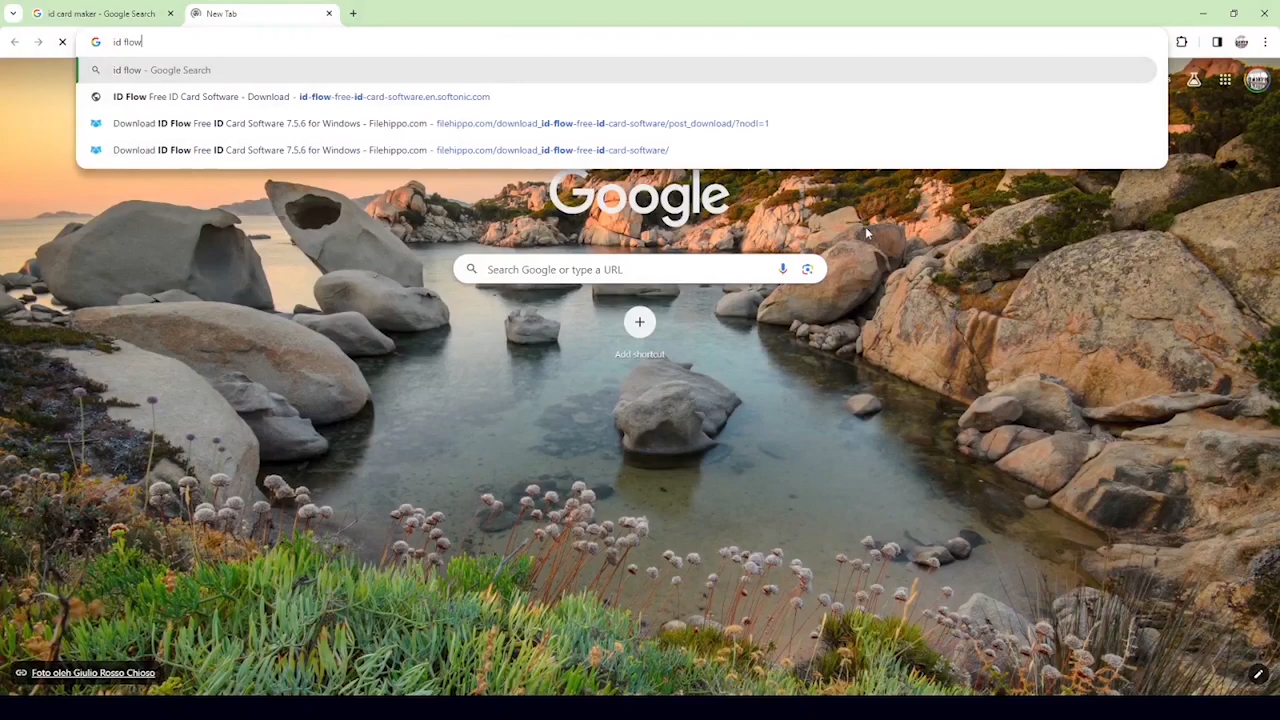 id card maker - Google Search
New Tab
id flow
id flow - Google Search
ID Flow Free ID Card Software - Download - id-flow-free-id-card-software.en.softonic.com
Download ID Flow Free ID Card Software 7.5.6 for Windows - Filehippo.com - filehippo.com/download_id-flow-free-id-card-software/post_download/?nodl=1
Download ID Flow Free ID Card Software 7.5.6 for Windows - Filehippo.com - filehippo.com/download_id-flow-free-id-card-software/
Google
Search Google or type a URL
Add shortcut
Foto oleh Giulio Rosso Chioso